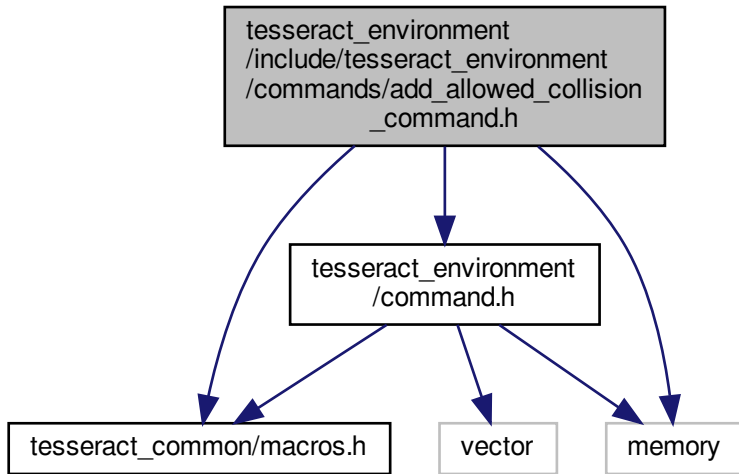 tesseract_environment
/include/tesseract_environment
/commands/add_allowed_collision
_command.h
tesseract_environment
/command.h
tesseract_common/macros.h
vector
memory